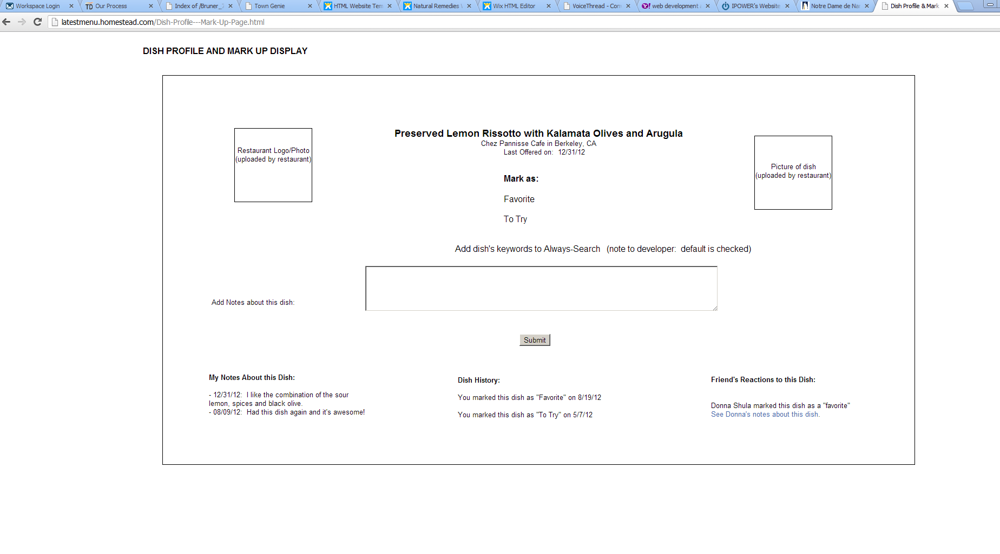 Workspace Login
Our Process
Index of /Bruner_
Town Genie
HTML Website Tem
Natural Remedies
Wix HTML Editor
VoiceThread - Con
web development
IPOWER's Website
Notre Dame de Na
Dish Profile & Mark
latestmenu.homestead.com/Dish-Profile---Mark-Up-Page.html
DISH PROFILE AND MARK UP DISPLAY
Restaurant Logo/Photo
(uploaded by restaurant)
Preserved Lemon Rissotto with Kalamata Olives and Arugula
Chez Pannisse Cafe in Berkeley, CA
Last Offered on: 12/31/12
Picture of dish
(uploaded by restaurant)
Mark as:
Favorite
To Try
Add dish's keywords to Always-Search (note to developer: default is checked)
Add Notes about this dish:
Submit
My Notes About this Dish:
- 12/31/12: I like the combination of the sour
lemon, spices and black olive.
- 08/09/12: Had this dish again and it's awesome!
Dish History:
You marked this dish as "Favorite" on 8/19/12
You marked this dish as "To Try" on 5/7/12
Friend's Reactions to this Dish:
Donna Shula marked this dish as a "favorite"
See Donna's notes about this dish.